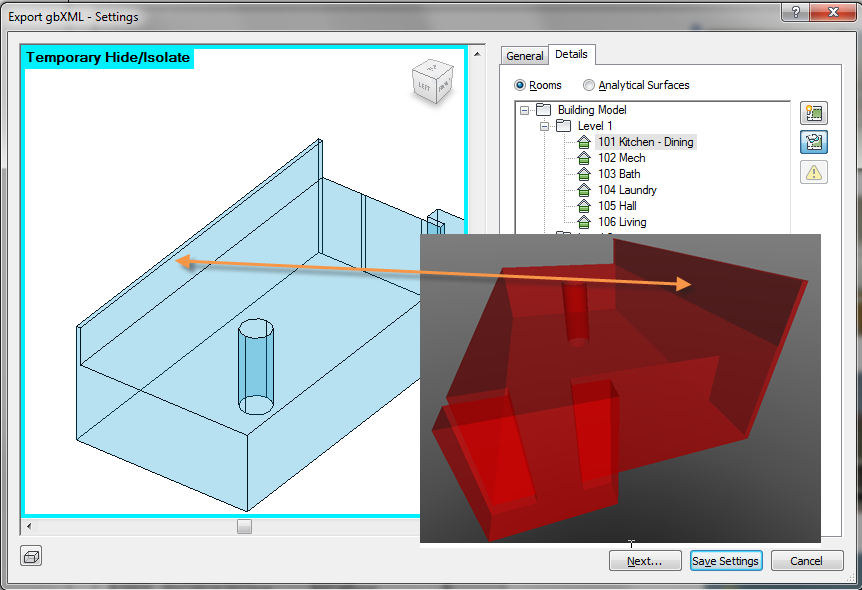 Export gbXML - Settings
Temporary Hide/Isolate
LEFT
General
Details
Rooms
Analytical Surfaces
Building Model
Level 1
101 Kitchen - Dining
102 Mech
103 Bath
104 Laundry
105 Hall
106 Living
Next...
Save Settings
Cancel